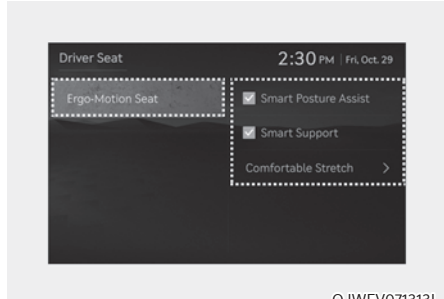 Driver Seat 2:30 PM Fri, Oct. 29
Ergo-Motion Seat
Smart Posture Assist
Smart Support
Comfortable Stretch >